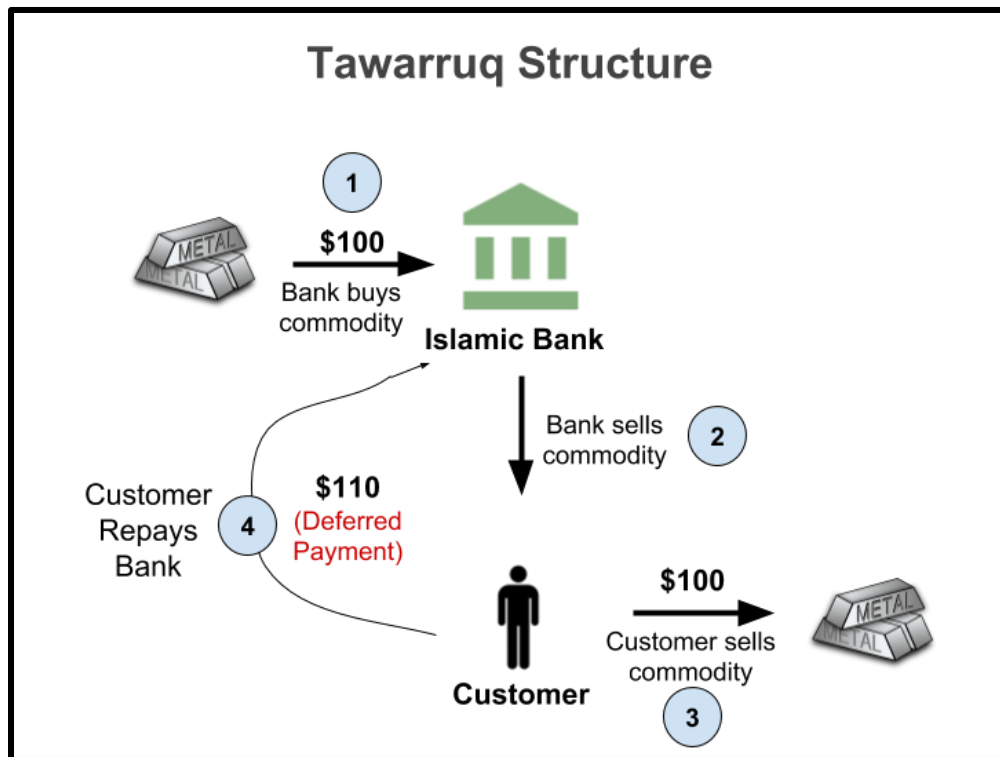 Tawarruq Structure
1
$100
Bank buys
commodity
METAL
METAL
Islamic Bank
Bank sells
commodity
2
Customer
Repays
Bank
4
$110
(Deferred
Payment)
Customer
$100
Customer sells
commodity
3
METAL
METAL